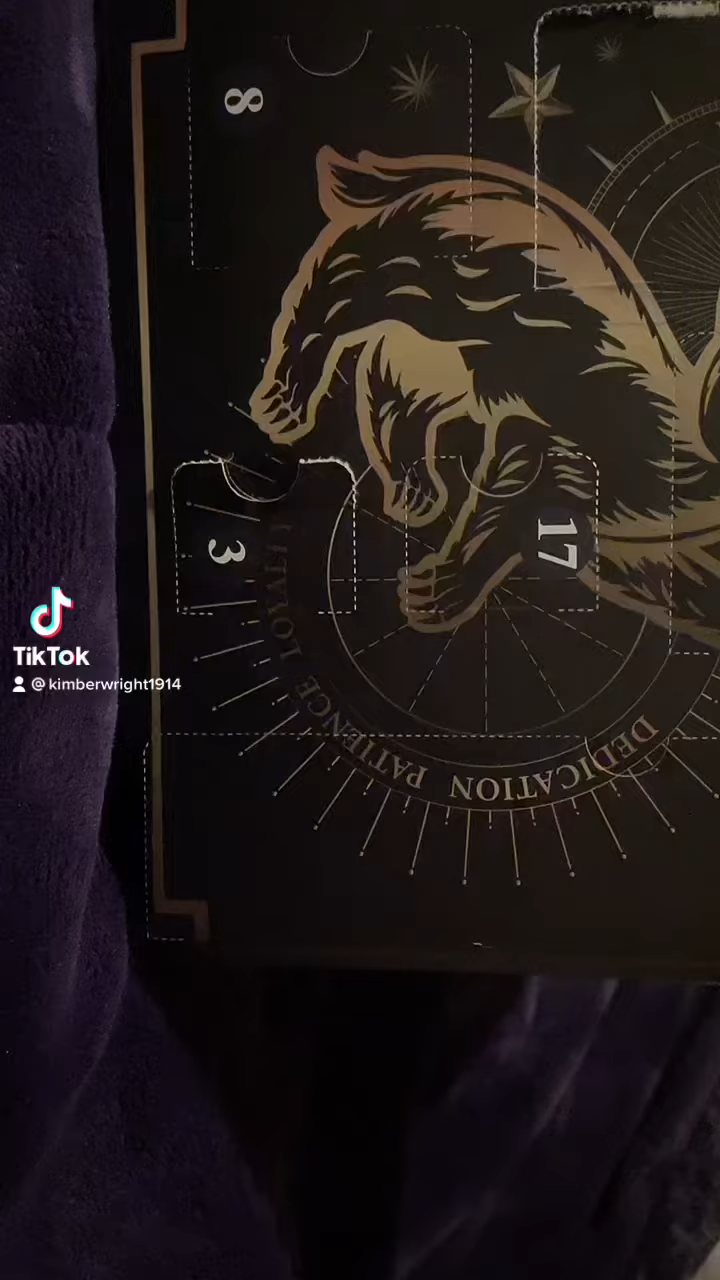 8
3
17
LOYALTY
PATIENCE
DEDICATION
TikTok
@kimberwright1914